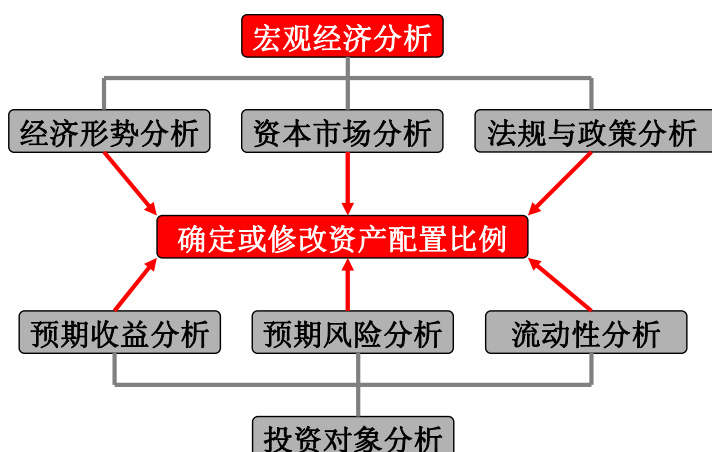 宏观经济分析
经济形势分析
资本市场分析
法规与政策分析
确定或修改资产配置比例
预期收益分析
预期风险分析
流动性分析
投资对象分析